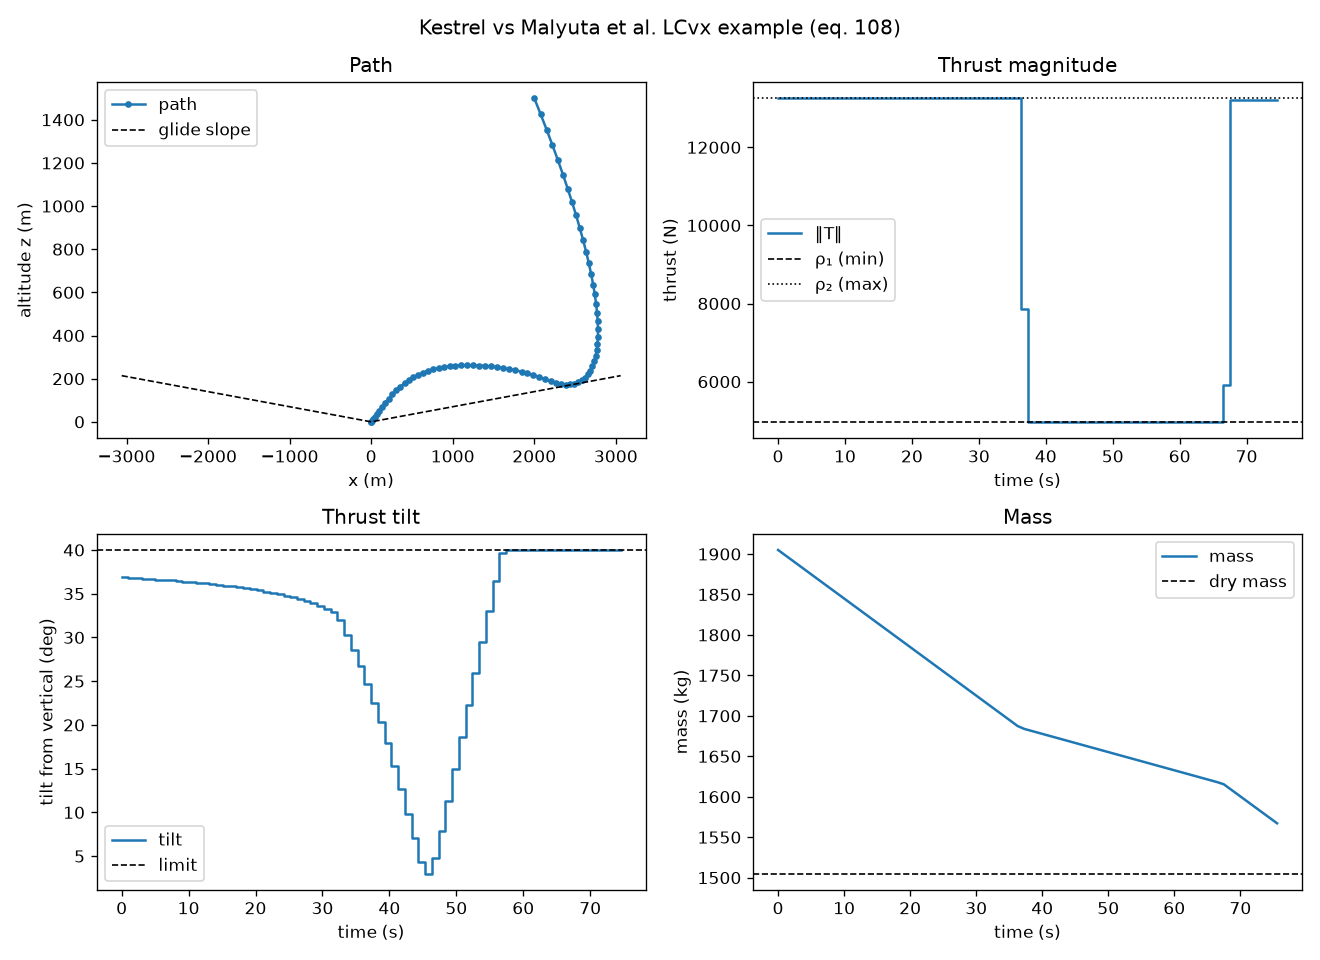 Kestrel vs Malyuta et al. LCvx example (eq. 108)
Path
path
glide slope
1400
1200
1000
800
600
400
200
0
altitude z (m)
−3000 −2000 −1000 0 1000 2000 3000
x (m)
Thrust magnitude
12000
10000
8000
6000
thrust (N)
‖T‖
ρ₁ (min)
ρ₂ (max)
0 10 20 30 40 50 60 70
time (s)
Thrust tilt
40
35
30
25
20
15
10
5
tilt from vertical (deg)
tilt
limit
0 10 20 30 40 50 60 70
time (s)
Mass
mass
dry mass
1900
1850
1800
1750
1700
1650
1600
1550
1500
mass (kg)
0 10 20 30 40 50 60 70
time (s)